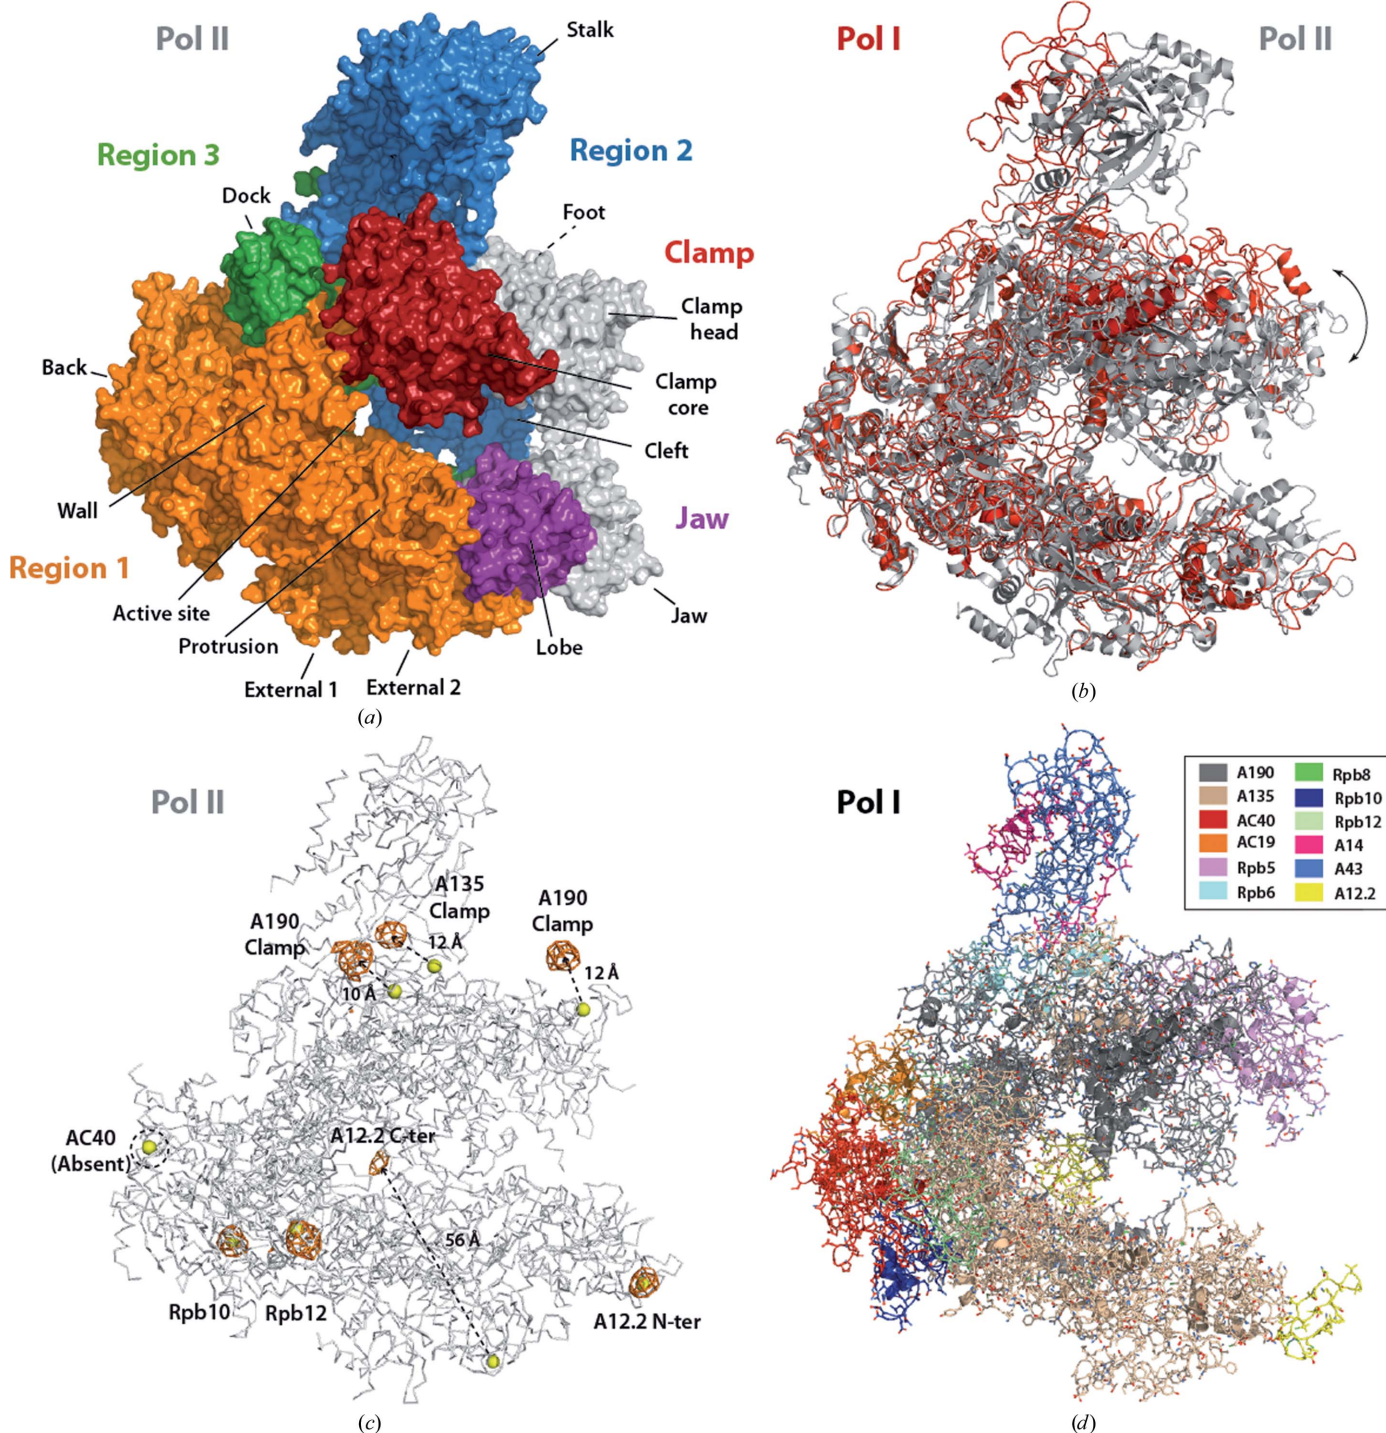 Pol II
Stalk
Region 3
Region 2
Dock
Foot
Clamp
Clamp
head
Back
Clamp
core
Cleft
Wall
Jaw
Region 1
Active site
Protrusion
Lobe
Jaw
External 1
External 2
(a)
Pol I
Pol II
(b)
Pol II
A135
Clamp
A190
Clamp
A190
Clamp
12 Å
12 Å
10 Å
AC40
(Absent)
A12.2 C-ter
56 Å
Rpb10
Rpb12
A12.2 N-ter
(c)
Pol I
A190
A135
AC40
AC19
Rpb5
Rpb6
Rpb8
Rpb10
Rpb12
A14
A43
A12.2
(d)